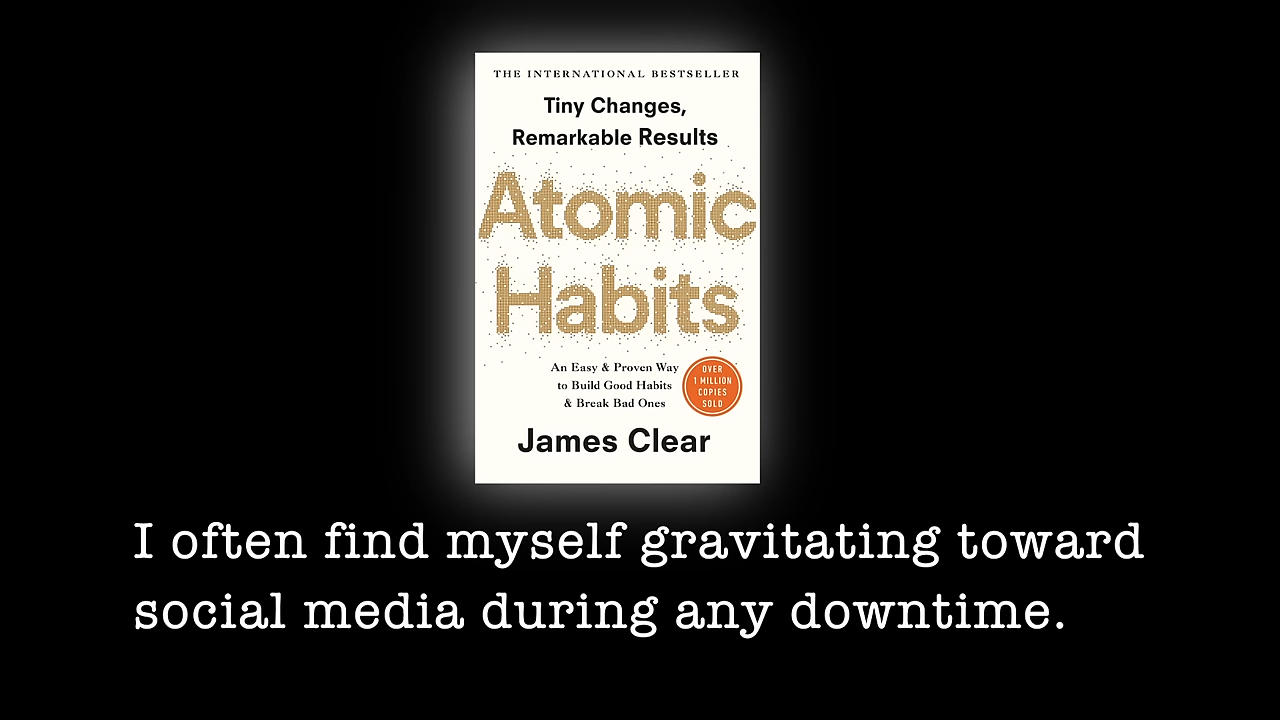 THE INTERNATIONAL BESTSELLER
Tiny Changes,
Remarkable Results
Atomic
Habits
An Easy & Proven Way
to Build Good Habits
& Break Bad Ones
OVER
1 MILLION
COPIES
SOLD
James Clear
I often find myself gravitating toward
social media during any downtime.